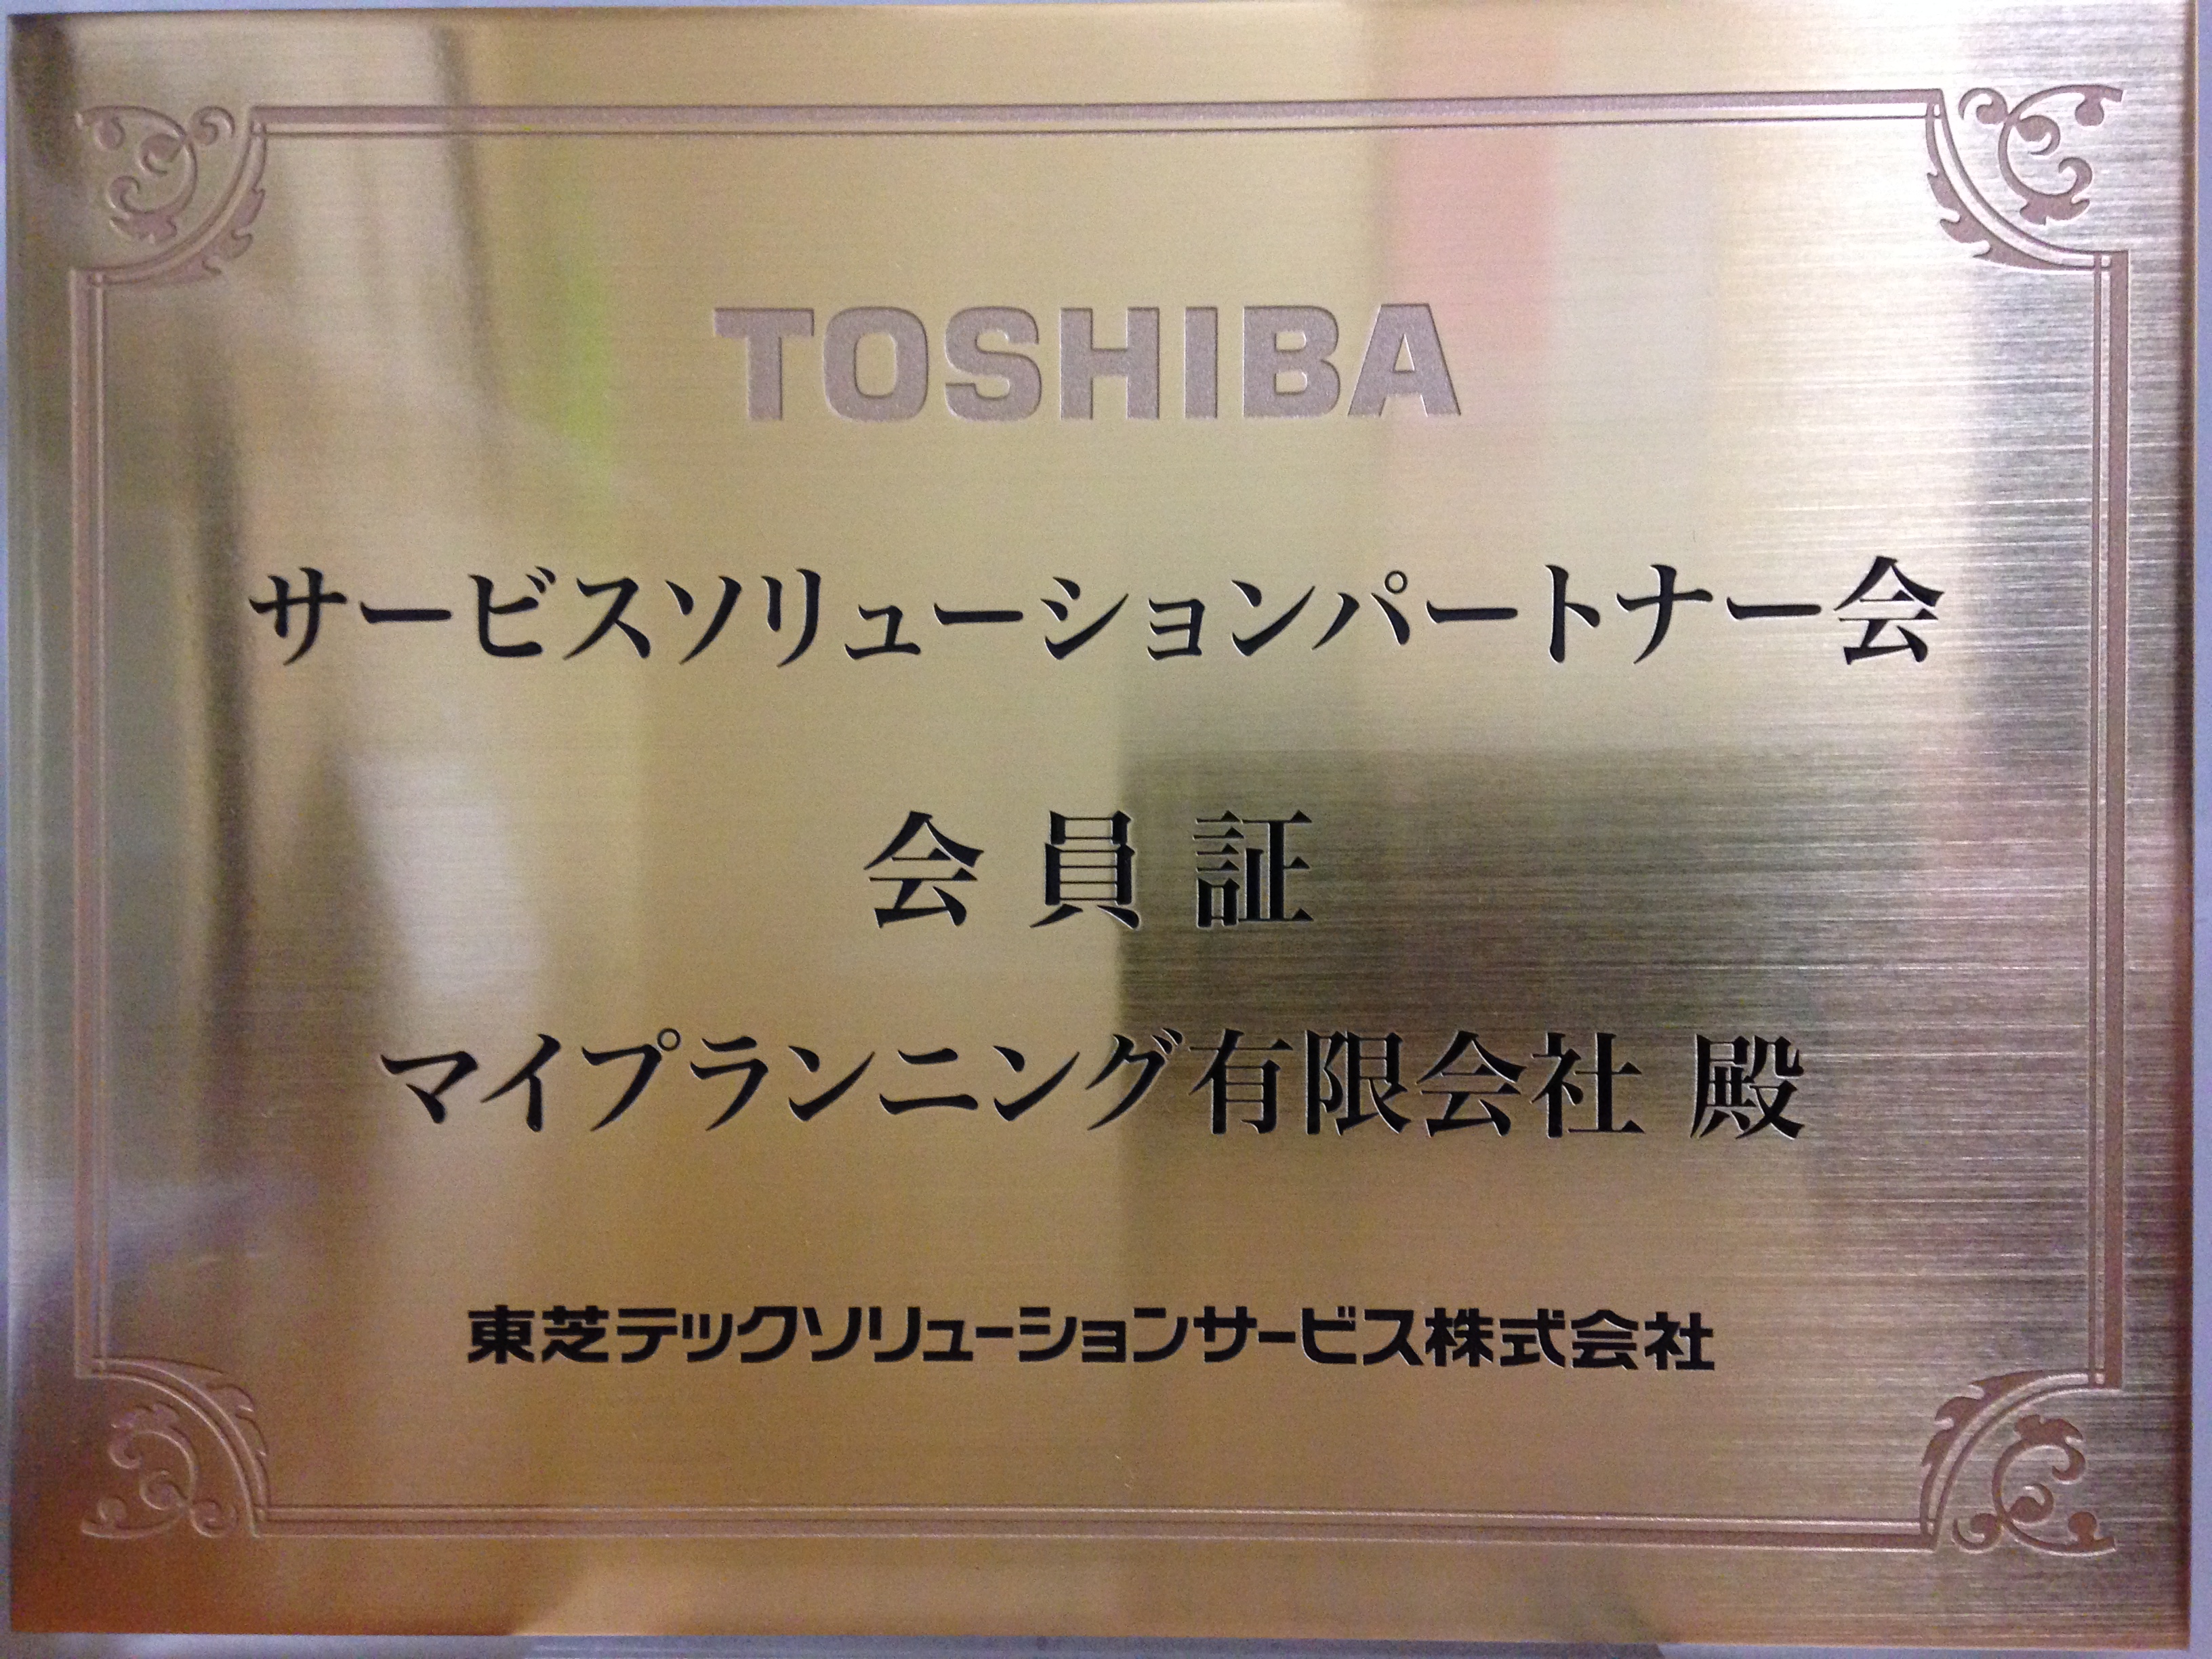 TOSHIBA
サービスソリューションパートナー会
会員証
マイプランニング有限会社 殿
東芝テックソリューションサービス株式会社